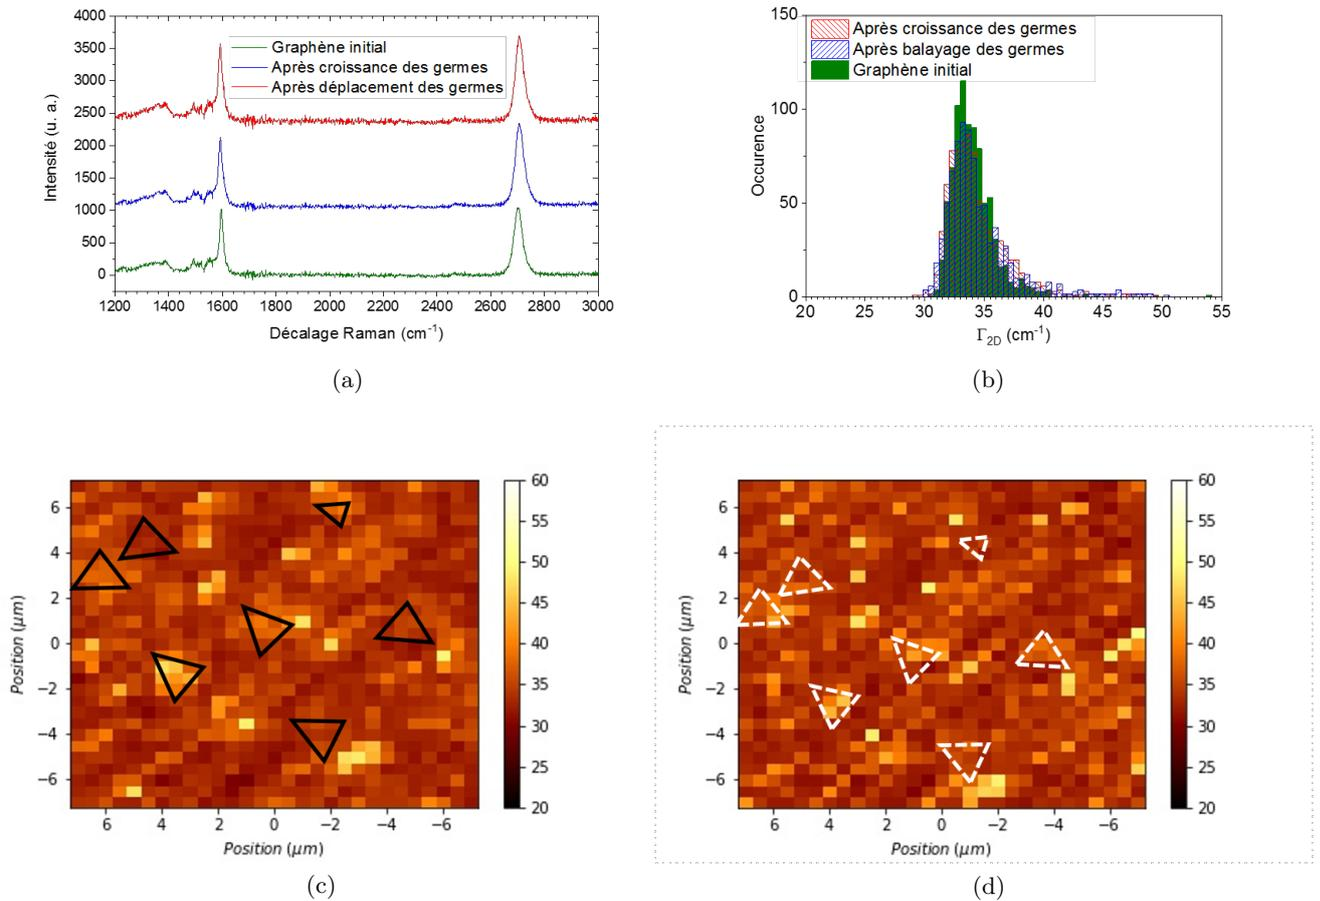 4000
3500
3000
2500
2000
1500
1000
500
0
Intensité (u. a.)
Graphène initial
Après croissance des germes
Après déplacement des germes
1200 1400 1600 1800 2000 2200 2400 2600 2800 3000
Décalage Raman (cm-1)
(a)
150
100
50
0
Occurence
Après croissance des germes
Après balayage des germes
Graphène initial
20 25 30 35 40 45 50 55
Γ2D (cm-1)
(b)
6
4
2
0
−2
−4
−6
Position (μm)
6 4 2 0 −2 −4 −6
Position (μm)
60
55
50
45
40
35
30
25
20
(c)
6
4
2
0
−2
−4
−6
Position (μm)
6 4 2 0 −2 −4 −6
Position (μm)
60
55
50
45
40
35
30
25
20
(d)